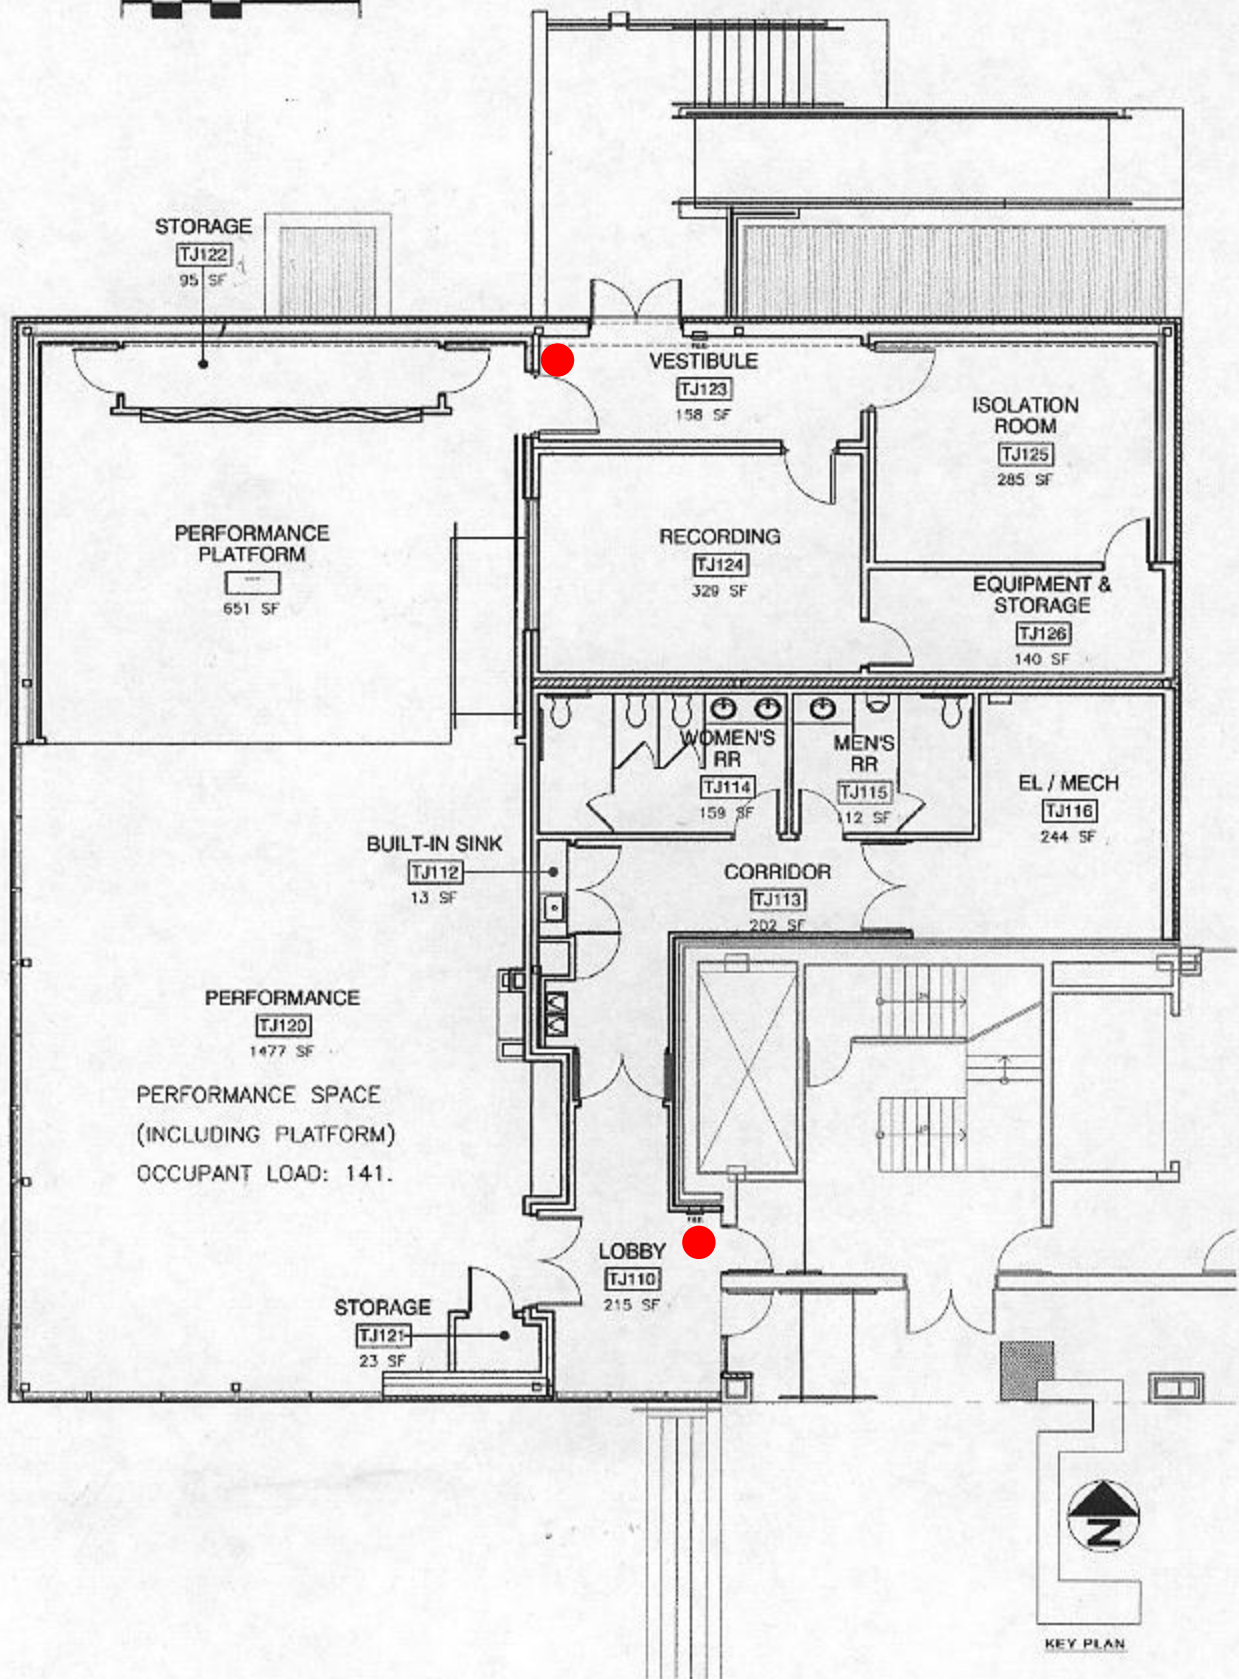 STORAGE
TJ122
95 SF
VESTIBULE
TJ123
158 SF
ISOLATION
ROOM
TJ125
285 SF
PERFORMANCE
PLATFORM
651 SF
RECORDING
TJ124
329 SF
EQUIPMENT &
STORAGE
TJ126
140 SF
WOMEN'S
RR
TJ114
159 SF
MEN'S
RR
TJ115
12 SF
EL / MECH
TJ116
244 SF
BUILT-IN SINK
TJ112
13 SF
CORRIDOR
TJ113
202 SF
PERFORMANCE
TJ120
1477 SF
PERFORMANCE SPACE
(INCLUDING PLATFORM)
OCCUPANT LOAD: 141.
LOBBY
TJ110
215 SF
STORAGE
TJ121
23 SF
N
KEY PLAN